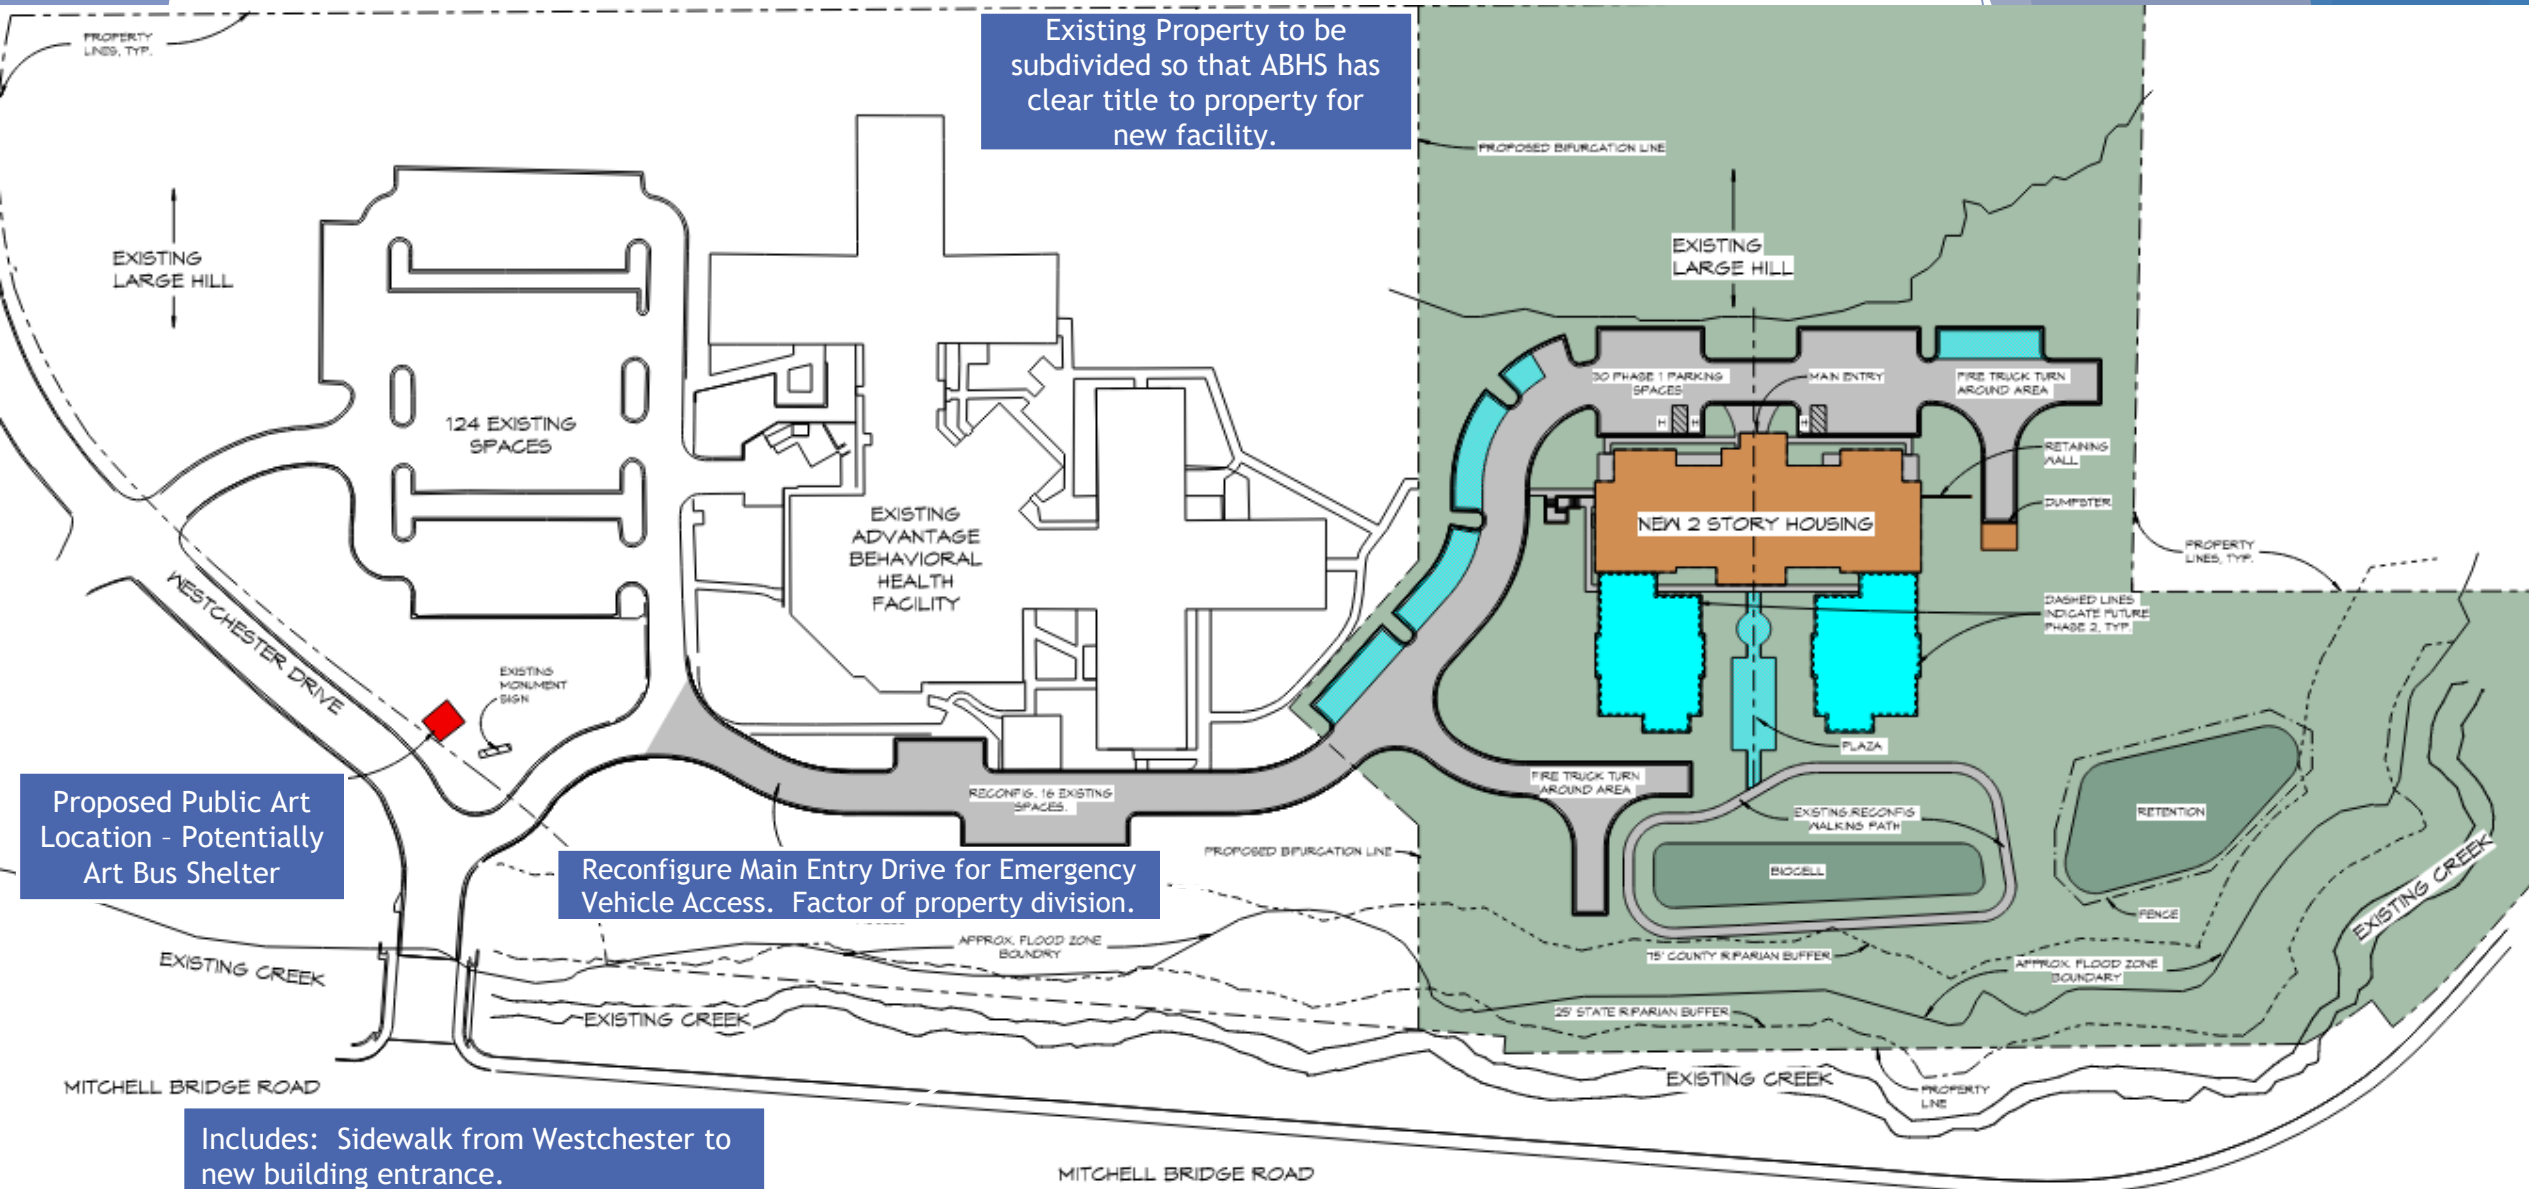 PROPERTY
LINES, TYP.
Existing Property to be
subdivided so that ABHS has
clear title to property for
new facility.
PROPOSED BIFURCATION LINE
EXISTING
LARGE HILL
EXISTING
LARGE HILL
30 PHASE 1 PARKING
SPACES
MAIN ENTRY
FIRE TRUCK TURN
AROUND AREA
H
H
H
124 EXISTING
SPACES
RETAINING
WALL
DUMPSTER
EXISTING
ADVANTAGE
BEHAVIORAL
HEALTH
FACILITY
NEW 2 STORY HOUSING
PROPERTY
LINES, TYP.
DASHED LINES
INDICATE FUTURE
PHASE 2, TYP
WESTCHESTER DRIVE
EXISTING
MONUMENT
SIGN
PLAZA
Proposed Public Art
Location – Potentially
Art Bus Shelter
RECONFIG. 16 EXISTING
SPACES.
FIRE TRUCK TURN
AROUND AREA
EXISTING RECONFIG
WALKING PATH
RETENTION
PROPOSED BIFURCATION LINE
Reconfigure Main Entry Drive for Emergency
Vehicle Access.  Factor of property division.
BIOCELL
FENCE
EXISTING CREEK
APPROX. FLOOD ZONE
BOUNDRY
75' COUNTY RIPARIAN BUFFER
APPROX. FLOOD ZONE
BOUNDARY
EXISTING CREEK
EXISTING CREEK
25' STATE RIPARIAN BUFFER
EXISTING CREEK
PROPERTY
LINE
MITCHELL BRIDGE ROAD
Includes:  Sidewalk from Westchester to
new building entrance.
MITCHELL BRIDGE ROAD